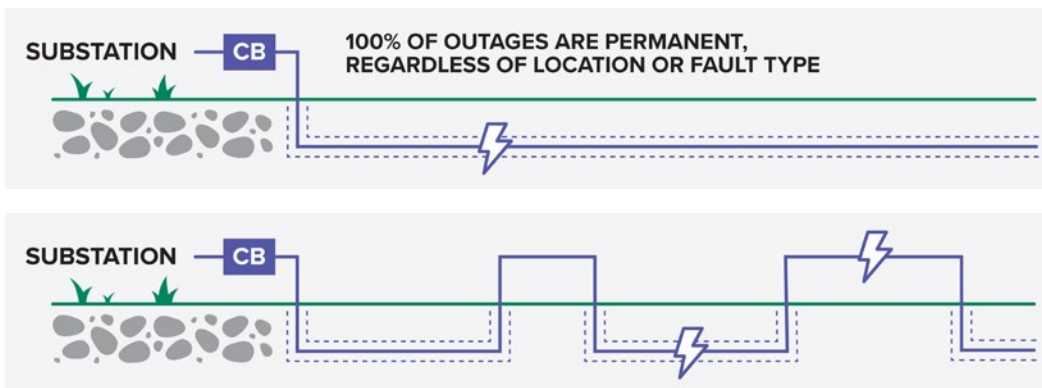 SUBSTATION CB 100% OF OUTAGES ARE PERMANENT,
REGARDLESS OF LOCATION OR FAULT TYPE
SUBSTATION CB